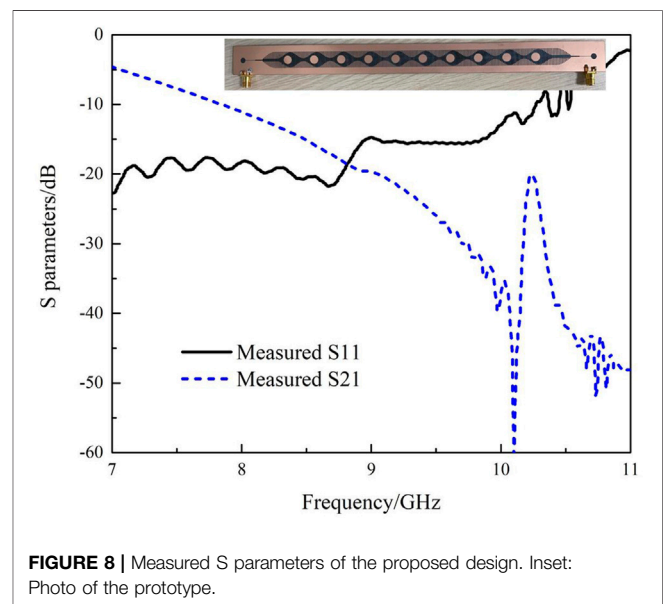 0
-10
-20
-30
-40
-50
-60
S parameters/dB
Measured S11
Measured S21
7 8 9 10 11
Frequency/GHz
FIGURE 8 | Measured S parameters of the proposed design. Inset:
Photo of the prototype.